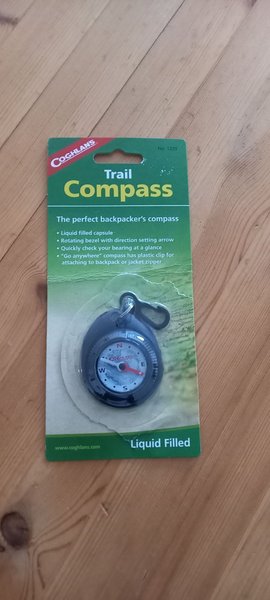 COGHLAN'S
Trail
Compass
The perfect backpacker's compass
• Liquid filled capsule
• Rotating bezel with direction setting arrow
• Quickly check your bearing at a glance
• "Go anywhere" compass has plastic clip for
attaching to backpack or jacket zipper
N
E
W
S
www.coghlans.com
Liquid Filled